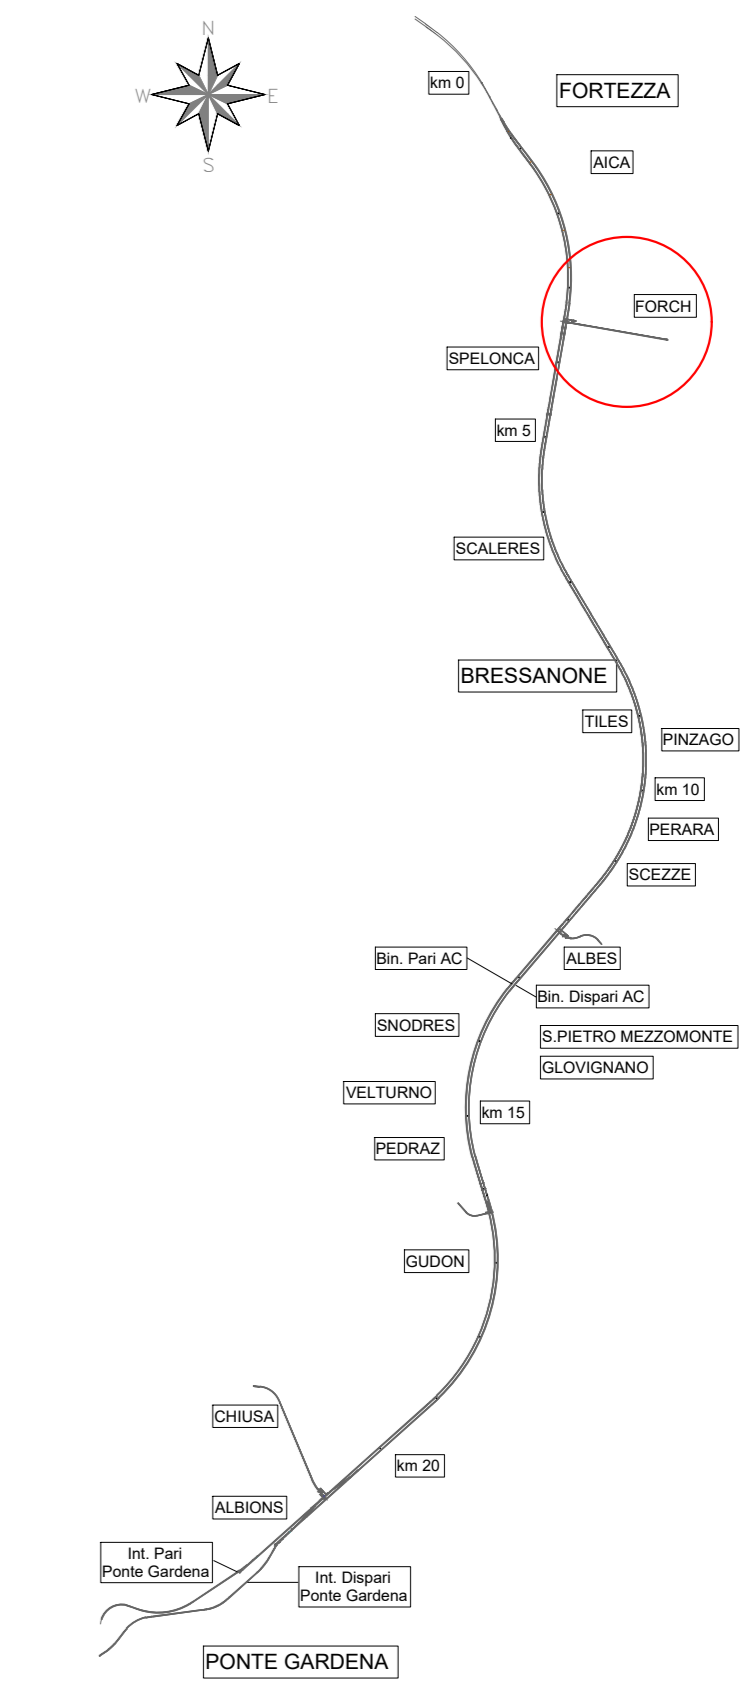 N
km 0
FORTEZZA
W
E
S
AICA
FORCH
SPELONCA
km 5
SCALERES
BRESSANONE
TILES
PINZAGO
km 10
PERARA
SCEZZE
Bin. Pari AC
ALBES
Bin. Dispari AC
SNODRES
S.PIETRO MEZZOMONTE
GLOVIGNANO
VELTURNO
km 15
PEDRAZ
GUDON
CHIUSA
km 20
ALBIONS
Int. Pari
Ponte Gardena
Int. Dispari
Ponte Gardena
PONTE GARDENA